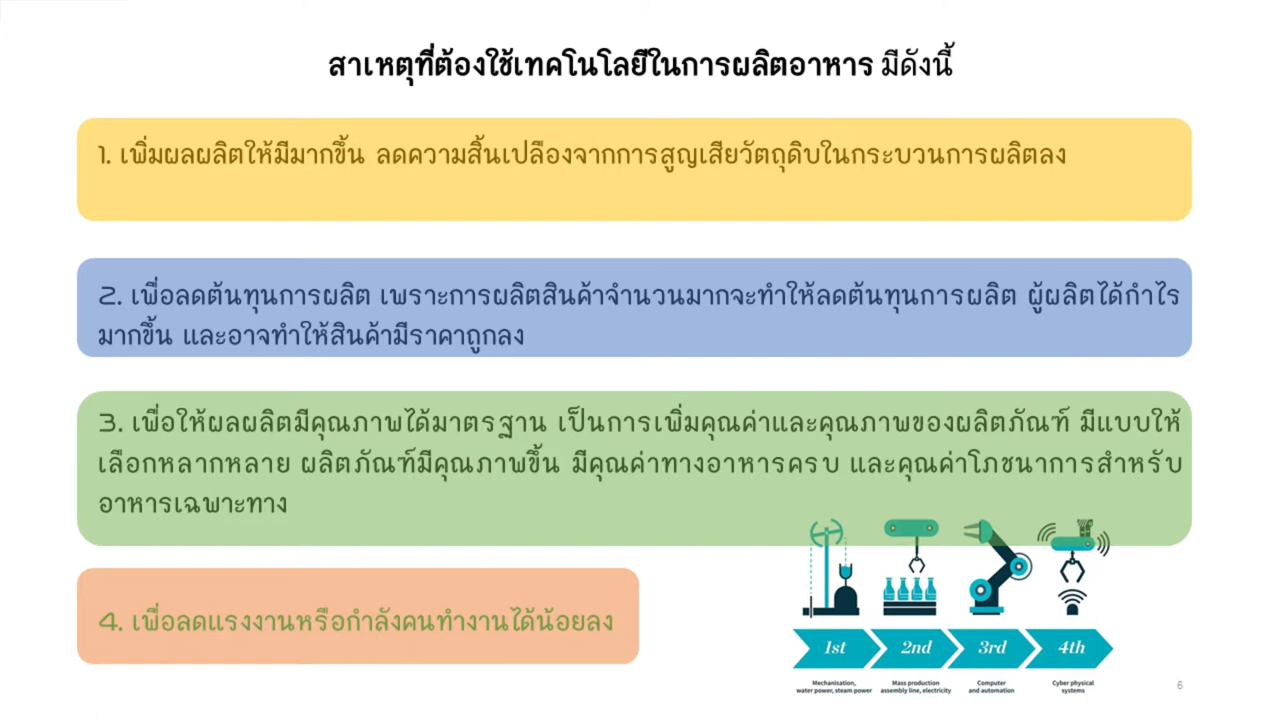 สาเหตุที่ต้องใช้เทคโนโลยีในการผลิตอาหาร มีดังนี้
1. เพิ่มผลผลิตให้มีมากขึ้น ลดความสิ้นเปลืองจากการสูญเสียวัตถุดิบในกระบวนการผลิตลง
2. เพื่อลดต้นทุนการผลิต เพราะการผลิตสินค้าจำนวนมากจะทำให้ลดต้นทุนการผลิต ผู้ผลิตได้กำไร
มากขึ้น และอาจทำให้สินค้ามีราคาถูกลง
3. เพื่อให้ผลผลิตมีคุณภาพได้มาตรฐาน เป็นการเพิ่มคุณค่าและคุณภาพของผลิตภัณฑ์ มีแบบให้
เลือกหลากหลาย ผลิตภัณฑ์มีคุณภาพขึ้น มีคุณค่าทางอาหารครบ และคุณค่าโภชนาการสำหรับ
อาหารเฉพาะทาง
4. เพื่อลดแรงงานหรือกำลังคนทำงานได้น้อยลง
1st 2nd 3rd 4th
Mechanisation, Mass production Computer Cyber physical
water power, steam power assembly line, electricity and automation systems
6